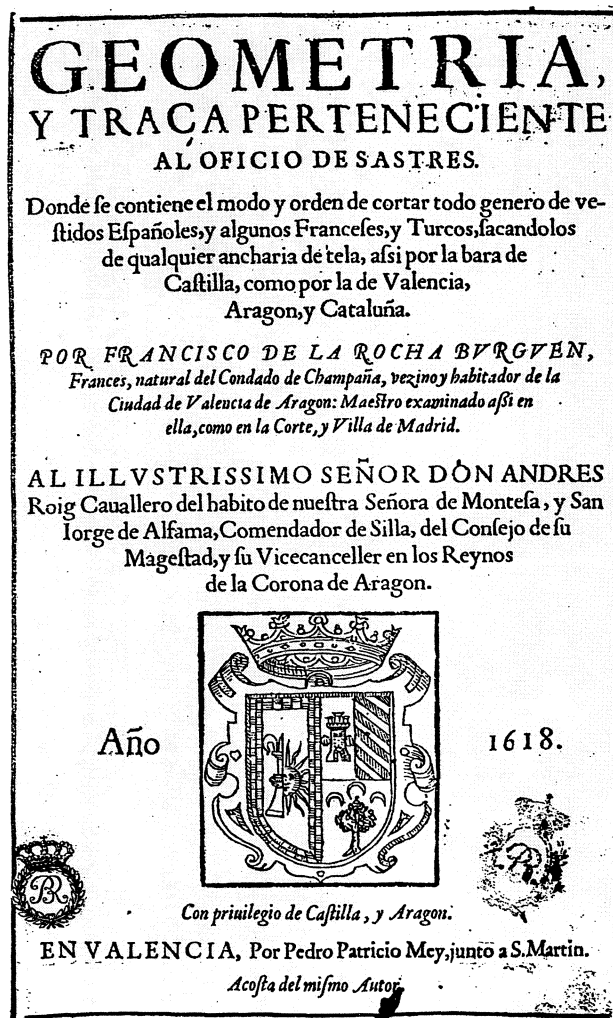 GEOMETRIA,
Y TRAÇA PERTENECIENTE
AL OFICIO DE SASTRES.
Donde ſe contiene el modo y orden de cortar todo genero de ve-
ſtidos Eſpañoles,y algunos Franceſes,y Turcos,ſacandolos
de qualquier ancharia de tela, aſsi por la bara de
Caſtilla, como por la de Valencia,
Aragon,y Cataluña.
POR FRANCISCO DE LA ROCHA BVRGVEN,
Frances, natural del Condado de Champaña, vezino y habitador de la
Ciudad de Valencia de Aragon: Maeſtro examinado aßi en
ella,como en la Corte,y Villa de Madrid.
AL ILLVSTRISSIMO SEÑOR DON ANDRES
Roig Cauallero del habito de nueſtra Señora de Monteſa, y San
Iorge de Alfama,Comendador de Silla, del Conſejo de ſu
Mageſtad,y ſu Vicecanceller en los Reynos
de la Corona de Aragon.
Año 1618.
Con priuilegio de Caſtilla, y Aragon.
EN VALENCIA, Por Pedro Patricio Mey,junto a S.Martin.
Acoſta del miſmo Autor.